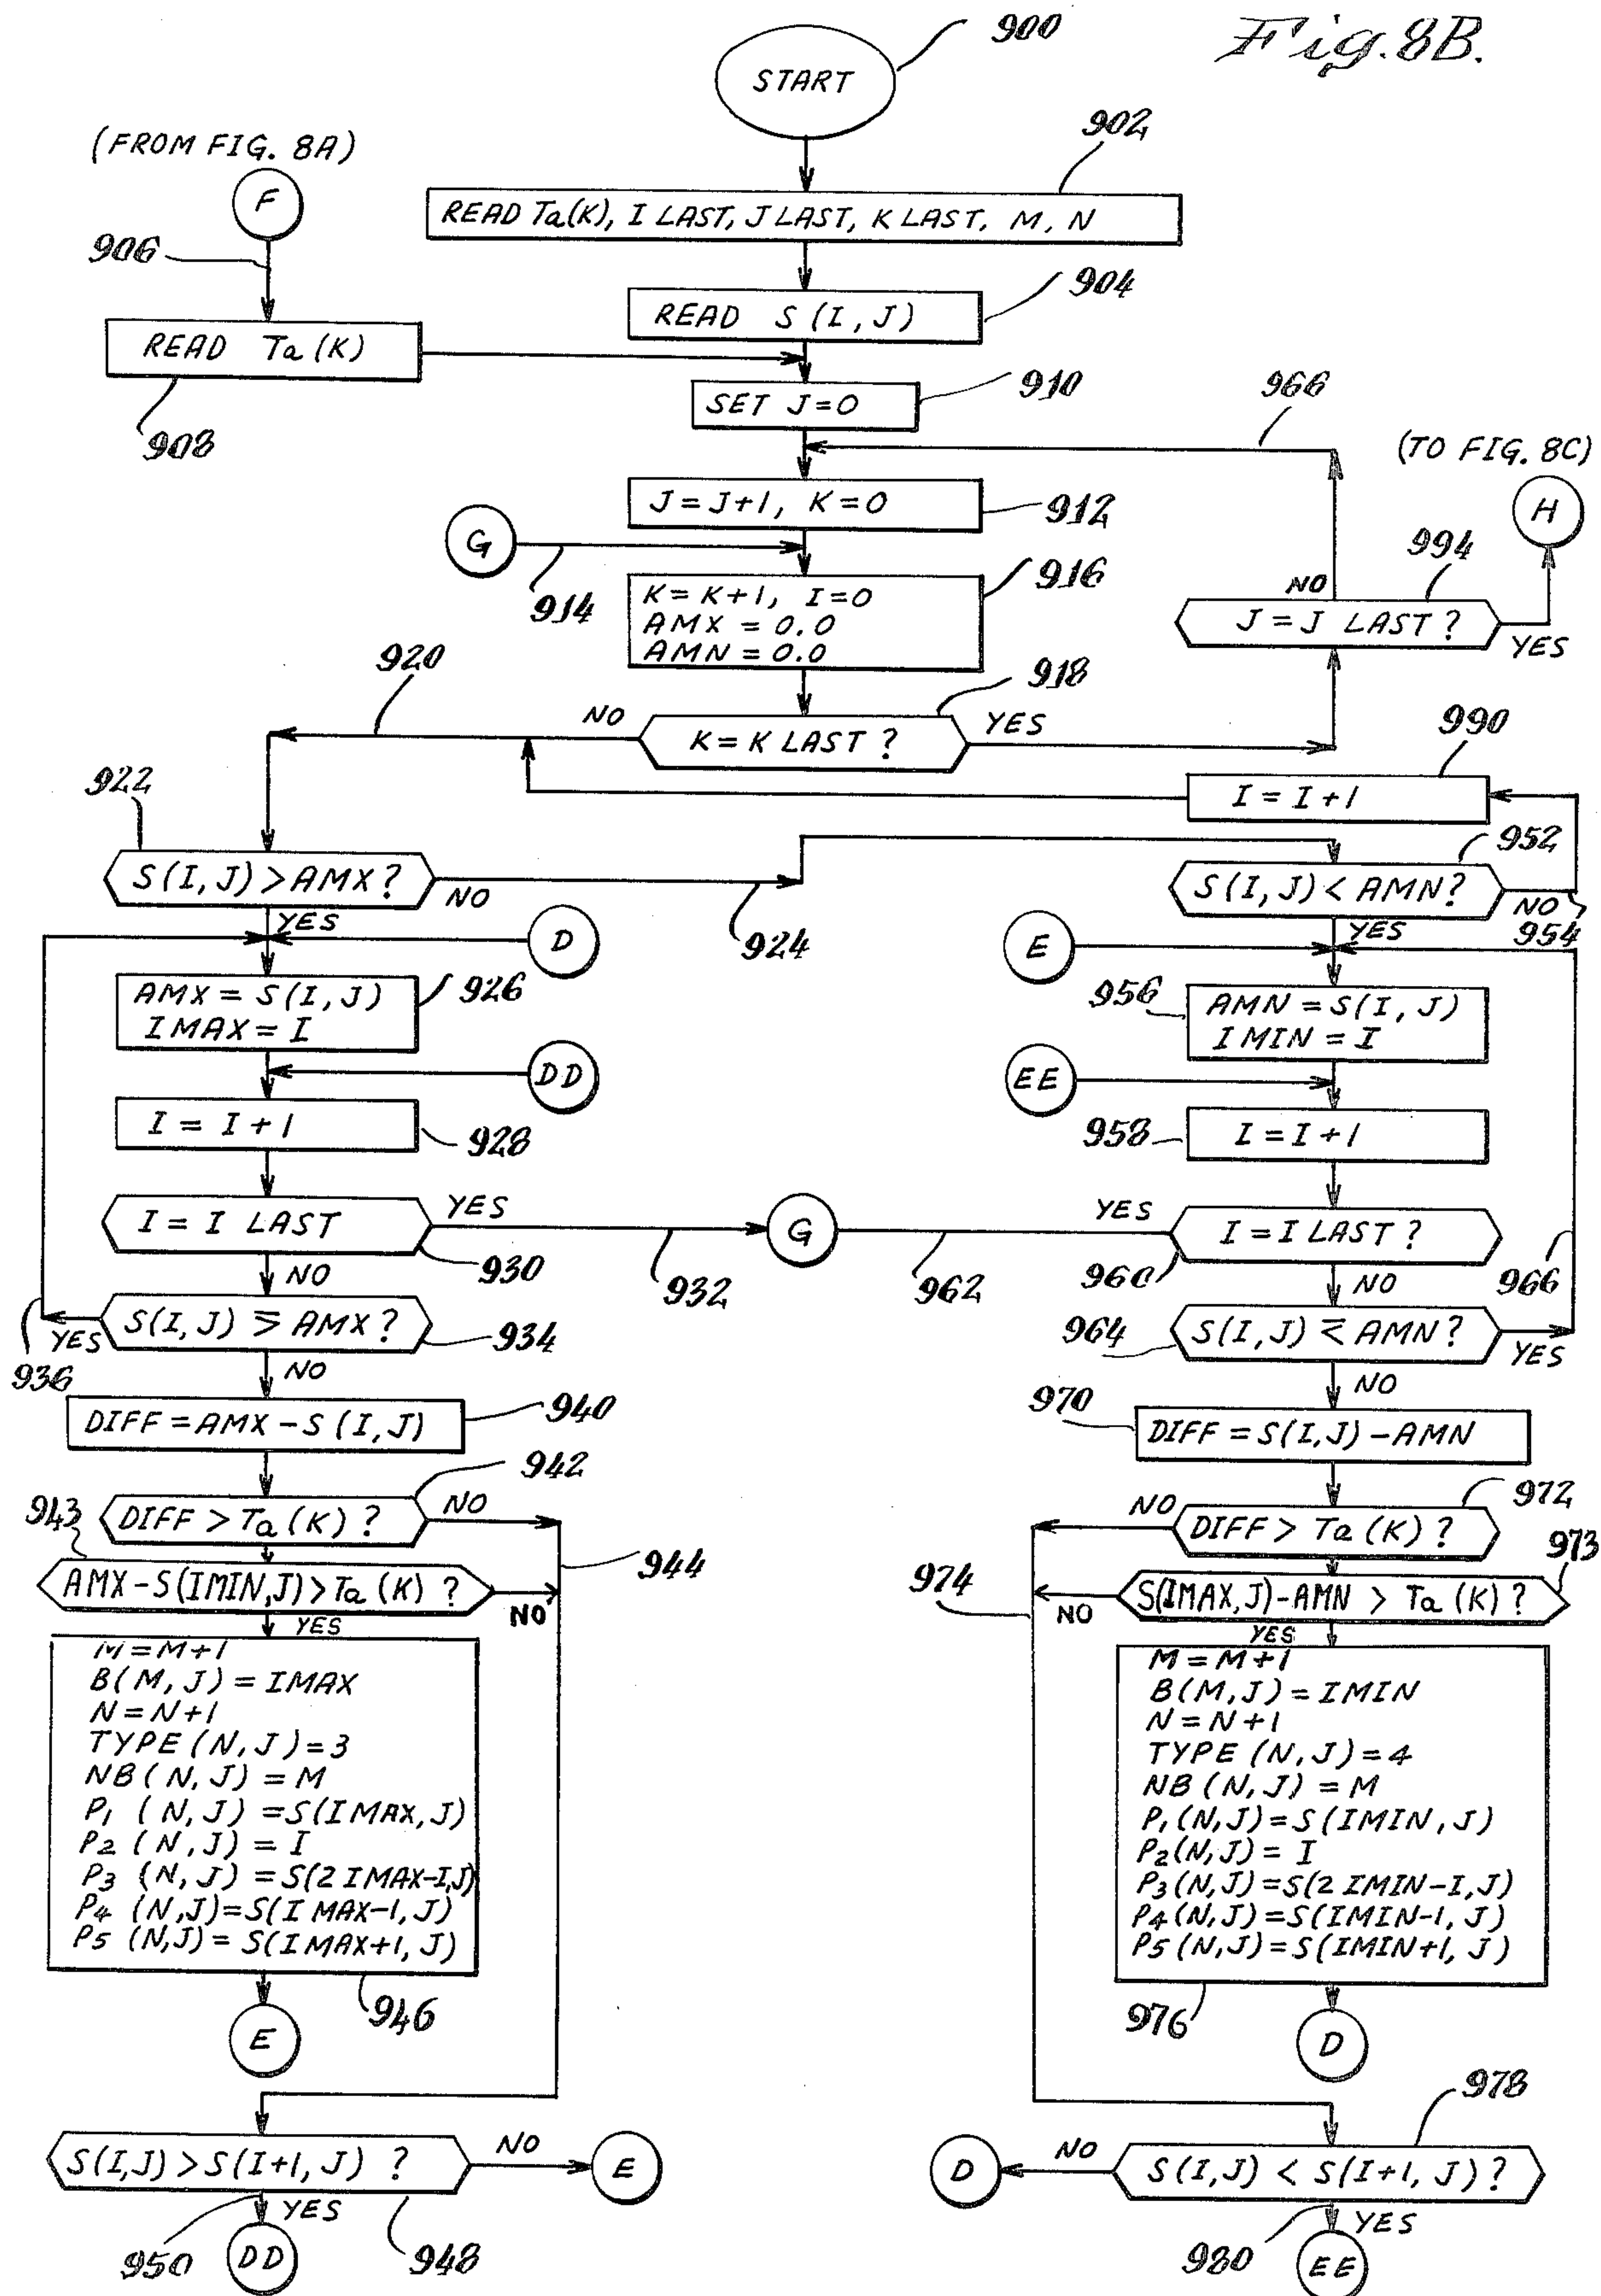 Fig. 8B.
900
START
(FROM FIG. 8A)
902
F
READ Ta(K), I LAST, J LAST, K LAST, M, N
906
904
READ S (I, J)
READ Ta (K)
908
910
SET J=0
966
(TO FIG. 8C)
J = J+1, K = 0
912
H
G
914
994
916
K = K+1, I=0
AMX = 0.0
AMN = 0.0
NO
J = J LAST ?
YES
920
918
NO
K = K LAST ?
YES
990
I = I+1
922
952
S(I, J) > AMX ?
NO
924
S(I, J) < AMN?
NO
954
YES
D
E
YES
AMX = S(I, J)
IMAX = I
926
956
AMN = S(I, J)
IMIN = I
DD
EE
I = I + 1
928
958
I = I+1
I = I LAST
YES
G
YES
I = I LAST ?
930
932
962
960
966
NO
NO
S(I, J) ⩾ AMX ?
934
YES
936
964
S(I, J) ⩽ AMN?
YES
NO
NO
DIFF = AMX - S (I, J)
940
970
DIFF = S(I,J) - AMN
942
972
943
DIFF > Ta (K) ?
NO
944
NO
DIFF > Ta (K) ?
973
974
AMX - S(IMIN,J) > Ta (K) ?
NO
NO
S(IMAX, J) - AMN > Ta (K) ?
YES
YES
M = M+1
B(M, J) = IMAX
N = N+1
TYPE (N, J) = 3
NB (N, J) = M
P1 (N, J) = S(IMAX, J)
P2 (N, J) = I
P3 (N, J) = S(2 IMAX-I,J)
P4 (N,J) = S(I MAX-1, J)
P5 (N,J) = S(IMAX+1, J)
946
E
M = M+1
B(M, J) = IMIN
N = N+1
TYPE (N, J) = 4
NB (N, J) = M
P1 (N,J) = S(IMIN, J)
P2 (N,J) = I
P3 (N,J) = S(2 IMIN-I, J)
P4 (N,J) = S(IMIN-1, J)
P5 (N,J) = S(IMIN+1, J)
976
D
978
S(I,J) > S(I+1, J) ?
NO
E
D
NO
S(I,J) < S(I+1, J) ?
YES
950
948
DD
980
YES
EE